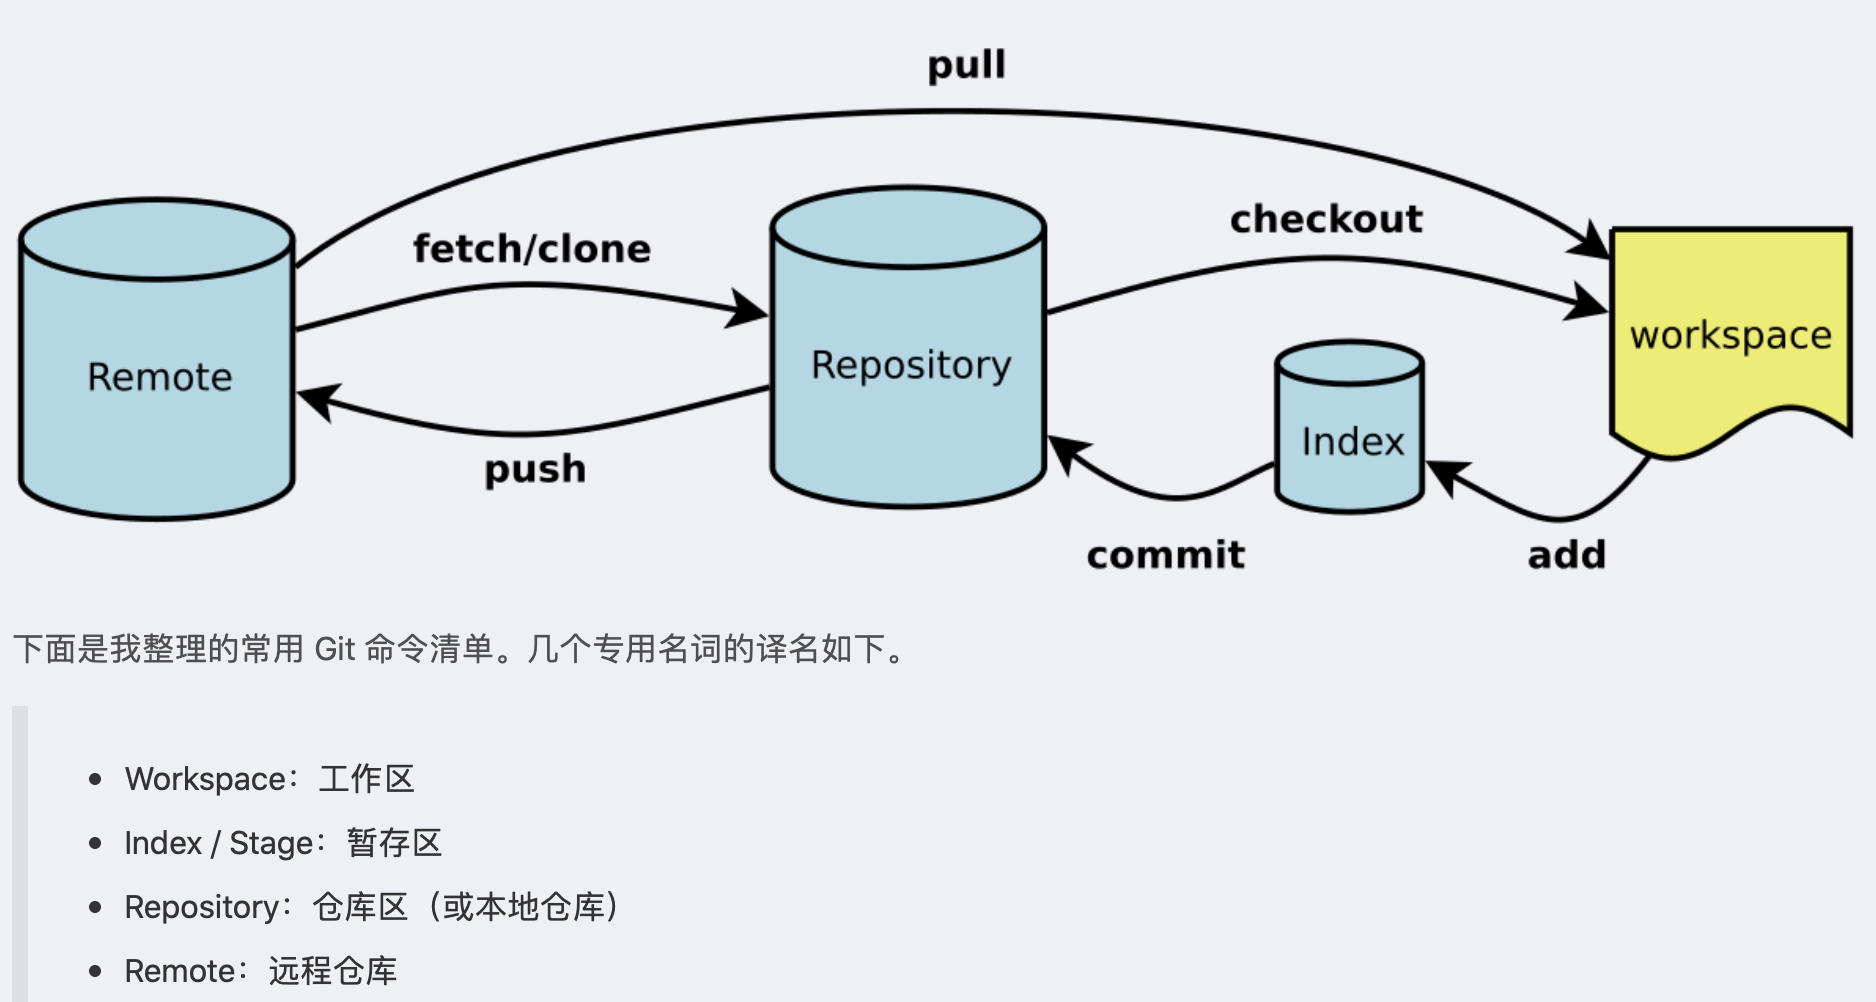 pull
fetch/clone
checkout
Remote
Repository
workspace
Index
push
commit
add
下面是我整理的常用 Git 命令清单。几个专用名词的译名如下。
Workspace：工作区
Index / Stage：暂存区
Repository：仓库区（或本地仓库）
Remote：远程仓库